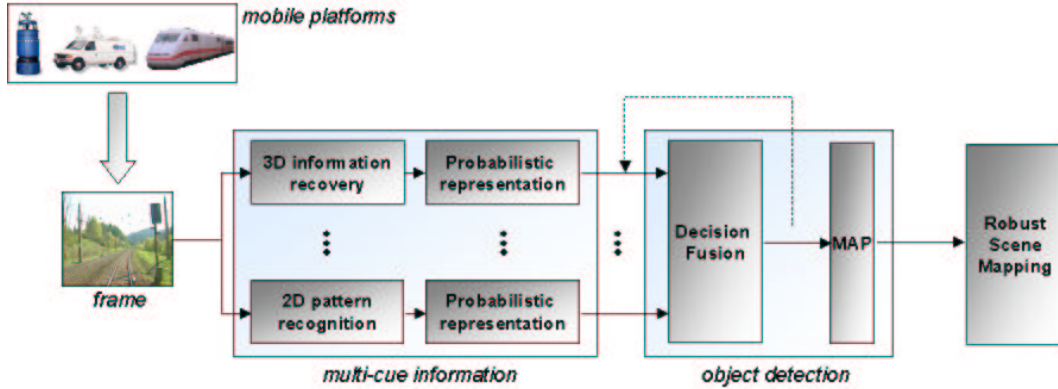 mobile platforms
3D information
recovery
Probabilistic
representation
Decision
Fusion
MAP
Robust
Scene
Mapping
frame
2D pattern
recognition
Probabilistic
representation
multi-cue information
object detection